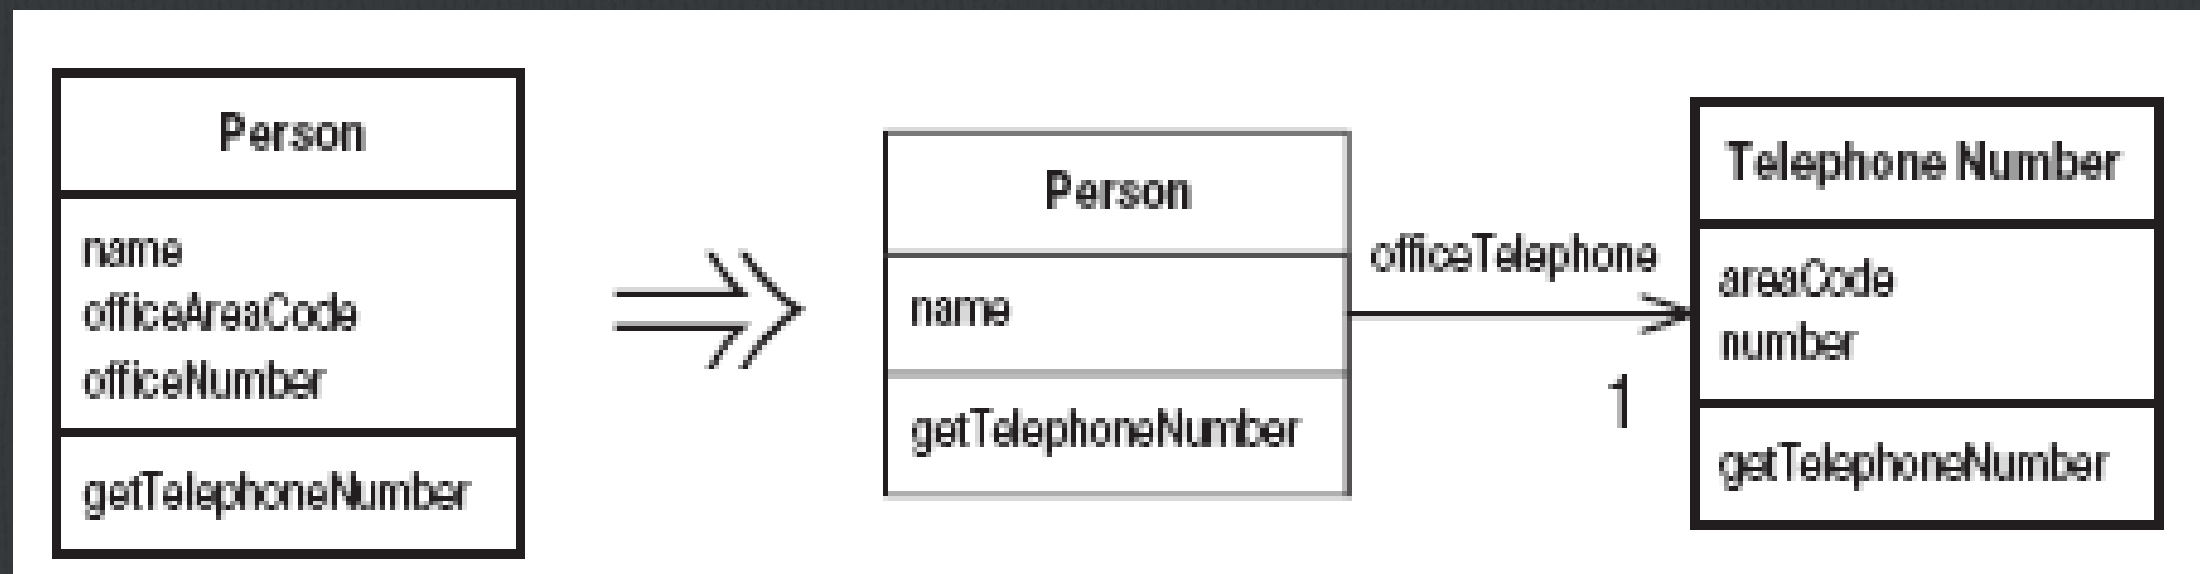 Person
name
officeAreaCode
officeNumber
getTelephoneNumber
Person
name
getTelephoneNumber
officeTelephone
1
Telephone Number
areaCode
number
getTelephoneNumber